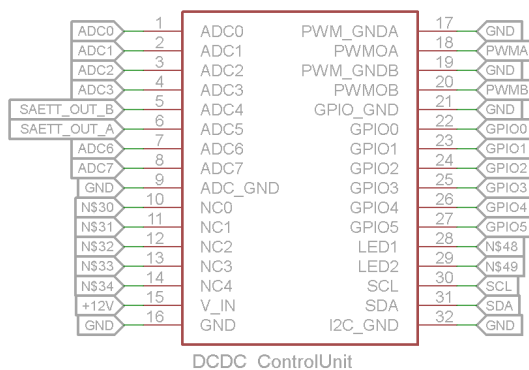 ADC0 1 ADC0 PWM_GNDA 17 GND
ADC1 2 ADC1 PWMOA 18 PWMA
ADC2 3 ADC2 PWM_GNDB 19 GND
ADC3 4 ADC3 PWMOB 20 PWMB
SAETT_OUT_B 5 ADC4 GPIO_GND 21 GND
SAETT_OUT_A 6 ADC5 GPIO0 22 GPIO0
ADC6 7 ADC6 GPIO1 23 GPIO1
ADC7 8 ADC7 GPIO2 24 GPIO2
GND 9 ADC_GND GPIO3 25 GPIO3
N$30 10 NC0 GPIO4 26 GPIO4
N$31 11 NC1 GPIO5 27 GPIO5
N$32 12 NC2 LED1 28 N$48
N$33 13 NC3 LED2 29 N$49
N$34 14 NC4 SCL 30 SCL
+12V 15 V_IN SDA 31 SDA
GND 16 GND I2C_GND 32 GND
DCDC_ControlUnit